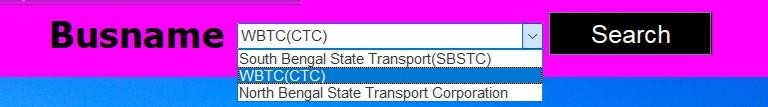 Busname WBTC(CTC) Search
South Bengal State Transport(SBSTC)
WBTC(CTC)
North Bengal State Transport Corporation